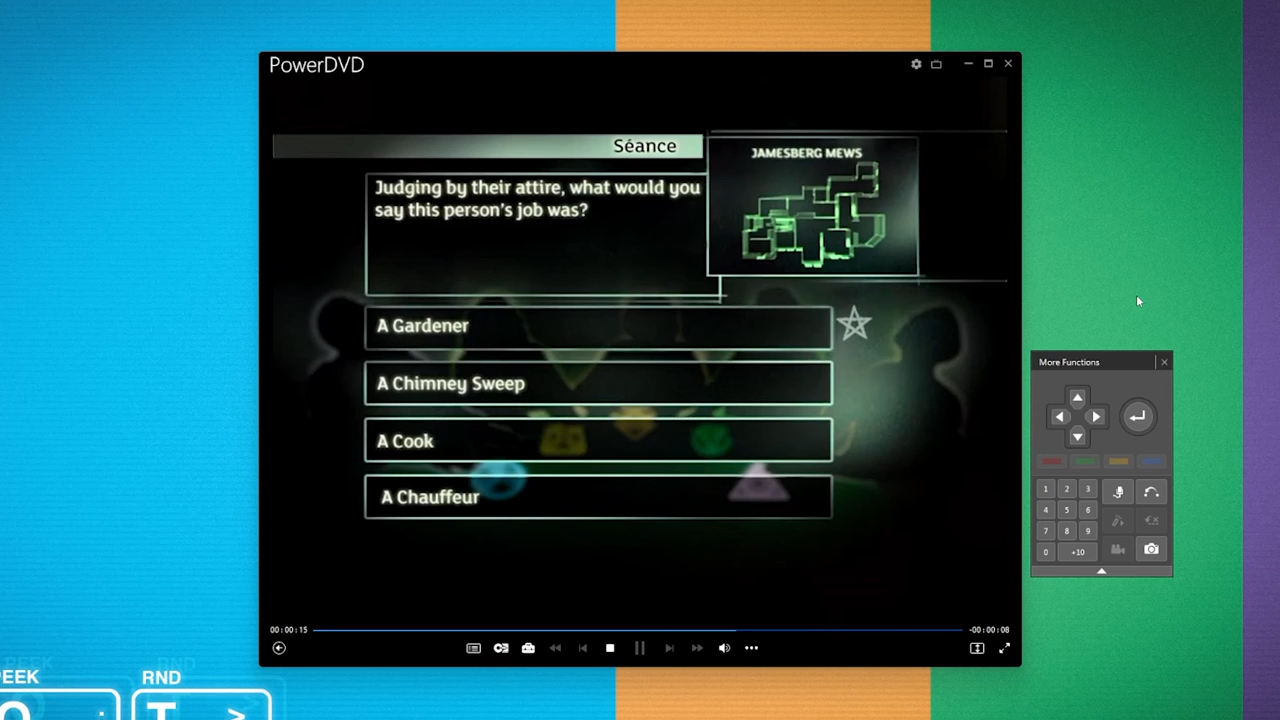 PowerDVD
Séance
JAMESBERG MEWS
Judging by their attire, what would you
say this person's job was?
A Gardener
A Chimney Sweep
A Cook
A Chauffeur
More Functions
1 2 3
4 5 6
7 8 9
0 +10
00:00:15
-00:00:08
PEEK
RND
T >